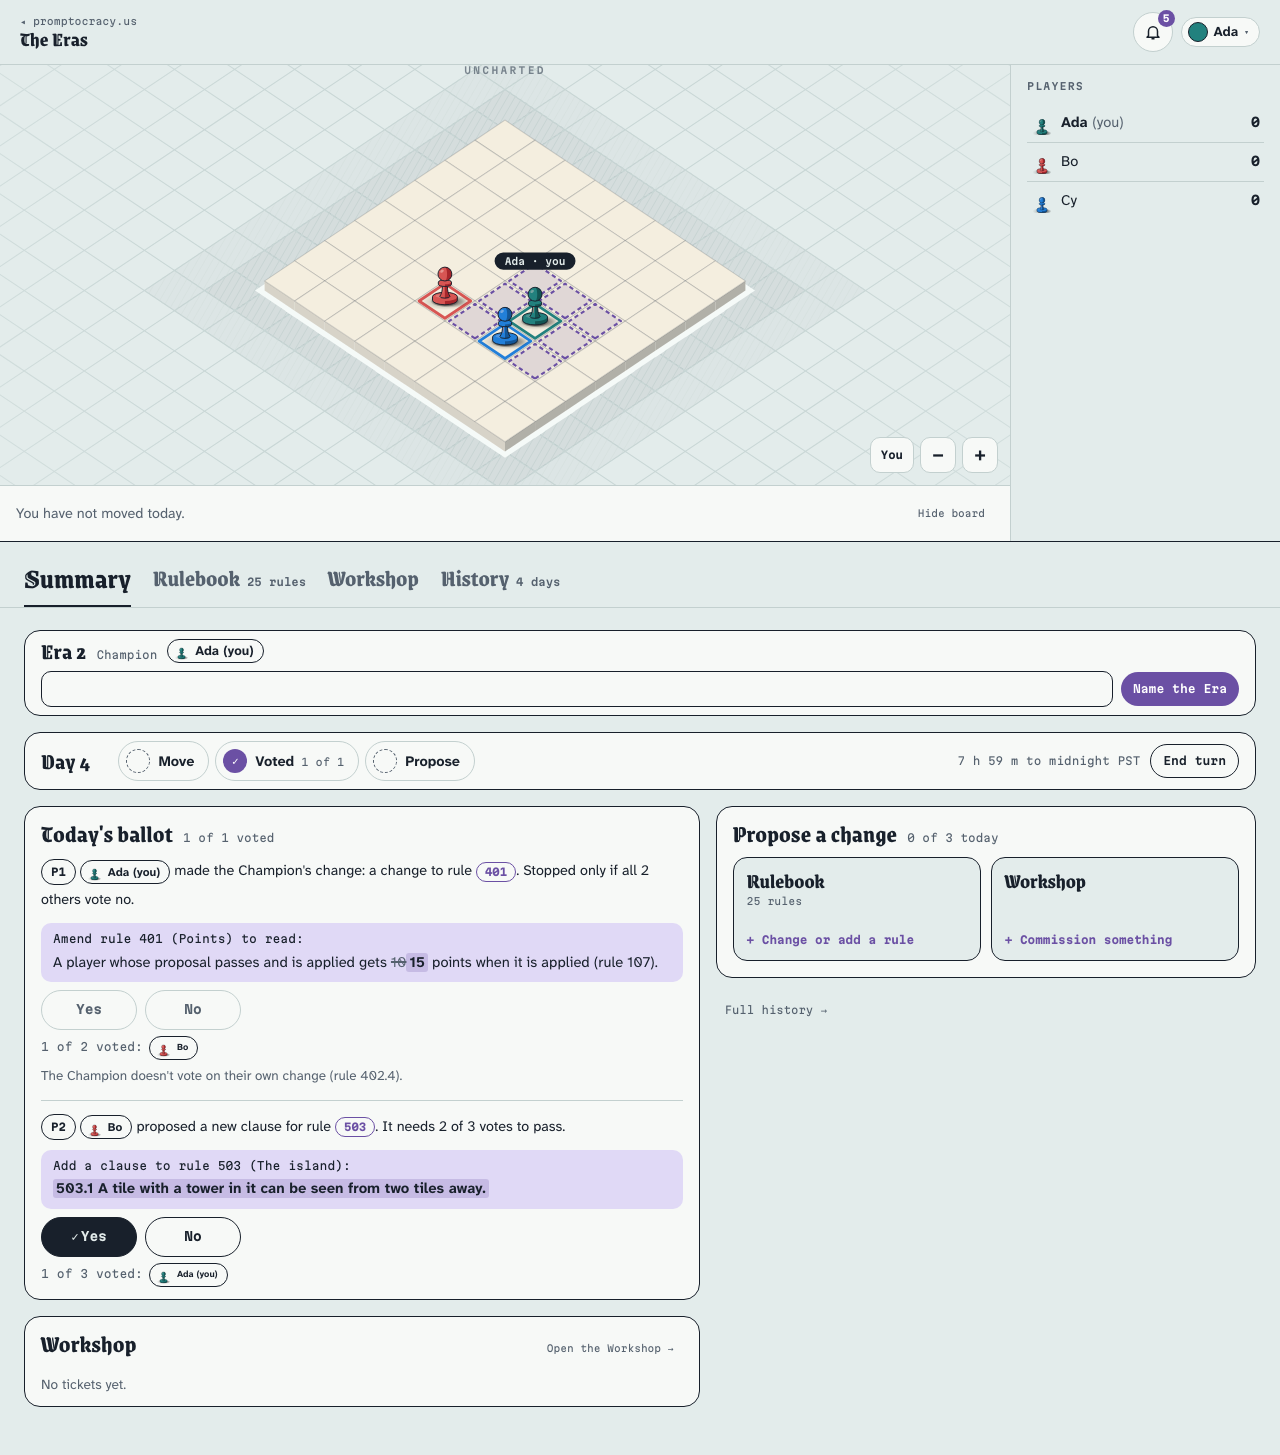 ◂ promptocracy.us
The Eras
5
Ada ▾
UNCHARTED
Ada · you
You
−
+
You have not moved today.
Hide board
PLAYERS
Ada (you) 0
Bo 0
Cy 0
Summary
Rulebook 25 rules
Workshop
History 4 days
Era 2 Champion Ada (you)
Name the Era
Day 4
Move
✓ Voted 1 of 1
Propose
7 h 59 m to midnight PST
End turn
Today's ballot 1 of 1 voted
P1 Ada (you) made the Champion's change: a change to rule 401. Stopped only if all 2
others vote no.
Amend rule 401 (Points) to read:
A player whose proposal passes and is applied gets 10 15 points when it is applied (rule 107).
Yes No
1 of 2 voted: Bo
The Champion doesn't vote on their own change (rule 402.4).
P2 Bo proposed a new clause for rule 503. It needs 2 of 3 votes to pass.
Add a clause to rule 503 (The island):
503.1 A tile with a tower in it can be seen from two tiles away.
✓Yes No
1 of 3 voted: Ada (you)
Workshop
Open the Workshop →
No tickets yet.
Propose a change 0 of 3 today
Rulebook
25 rules
+ Change or add a rule
Workshop
+ Commission something
Full history →